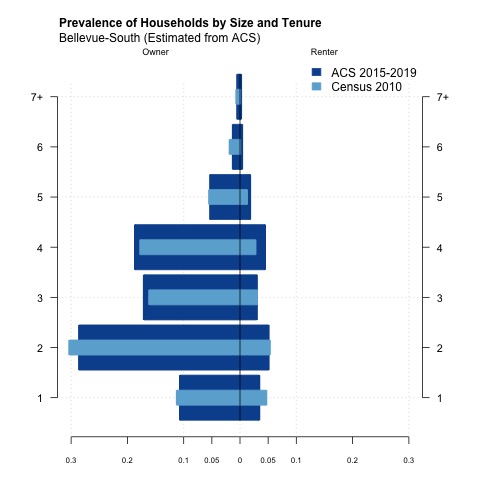 Prevalence of Households by Size and Tenure
Bellevue-South (Estimated from ACS)
Owner Renter
ACS 2015-2019
Census 2010
7+ 7+
6 6
5 5
4 4
3 3
2 2
1 1
0.3 0.2 0.1 0.05 0 0.05 0.1 0.2 0.3